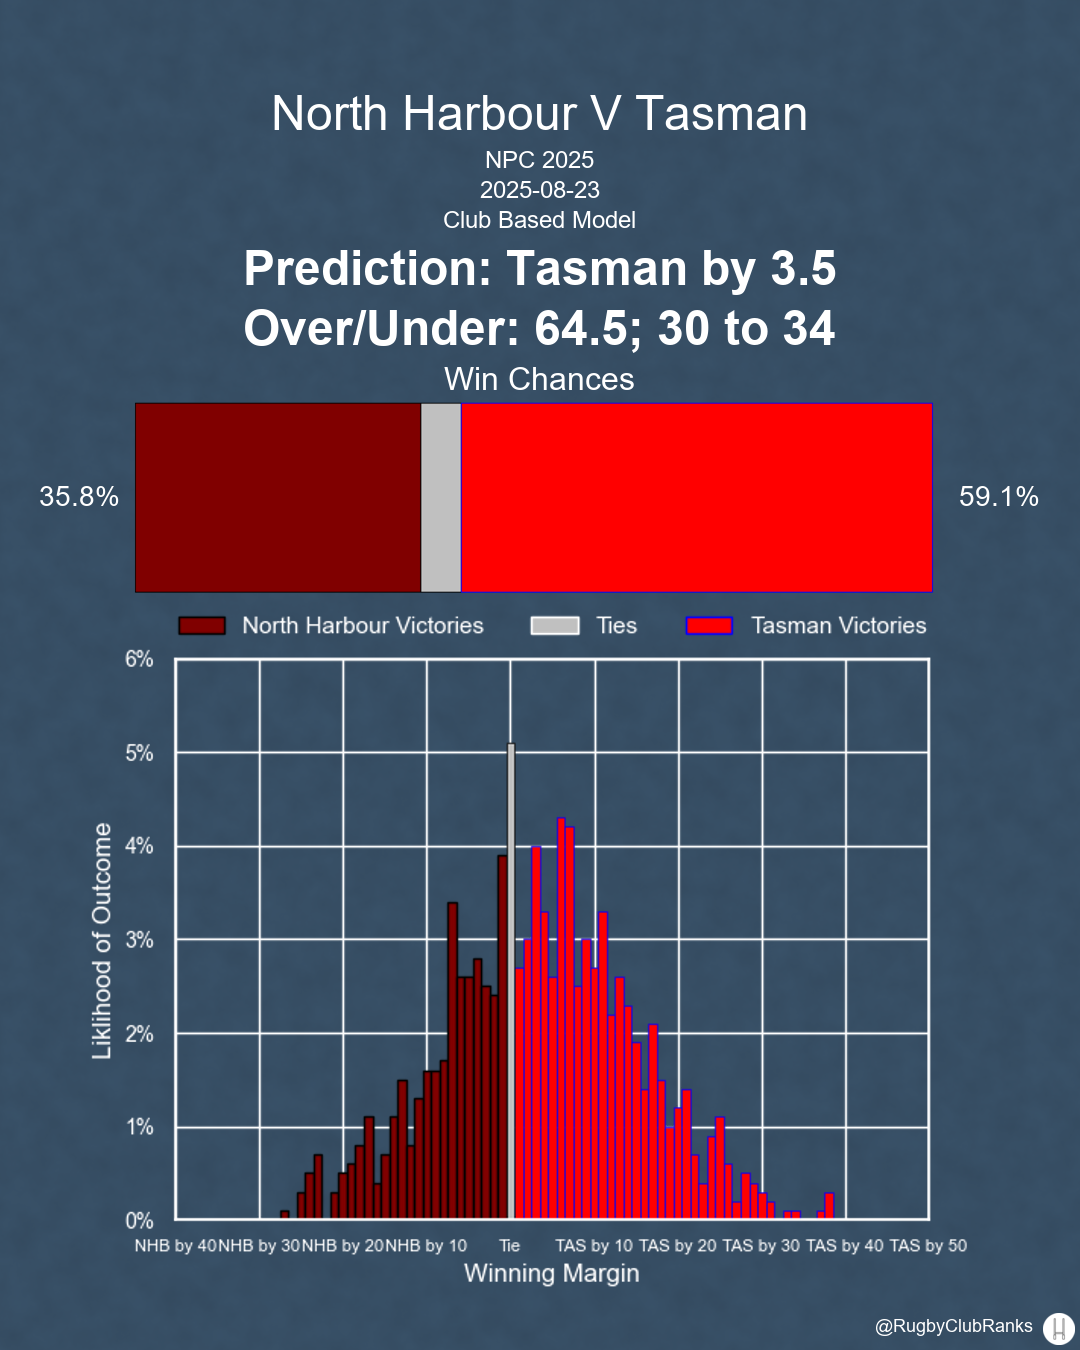 North Harbour V Tasman
NPC 2025
2025-08-23
Club Based Model
Prediction: Tasman by 3.5
Over/Under: 64.5; 30 to 34
Win Chances
35.8%
59.1%
North Harbour Victories Ties Tasman Victories
6%
5%
4%
3%
2%
1%
0%
Liklihood of Outcome
NHB by 40 NHB by 30 NHB by 20 NHB by 10 Tie TAS by 10 TAS by 20 TAS by 30 TAS by 40 TAS by 50
Winning Margin
@RugbyClubRanks